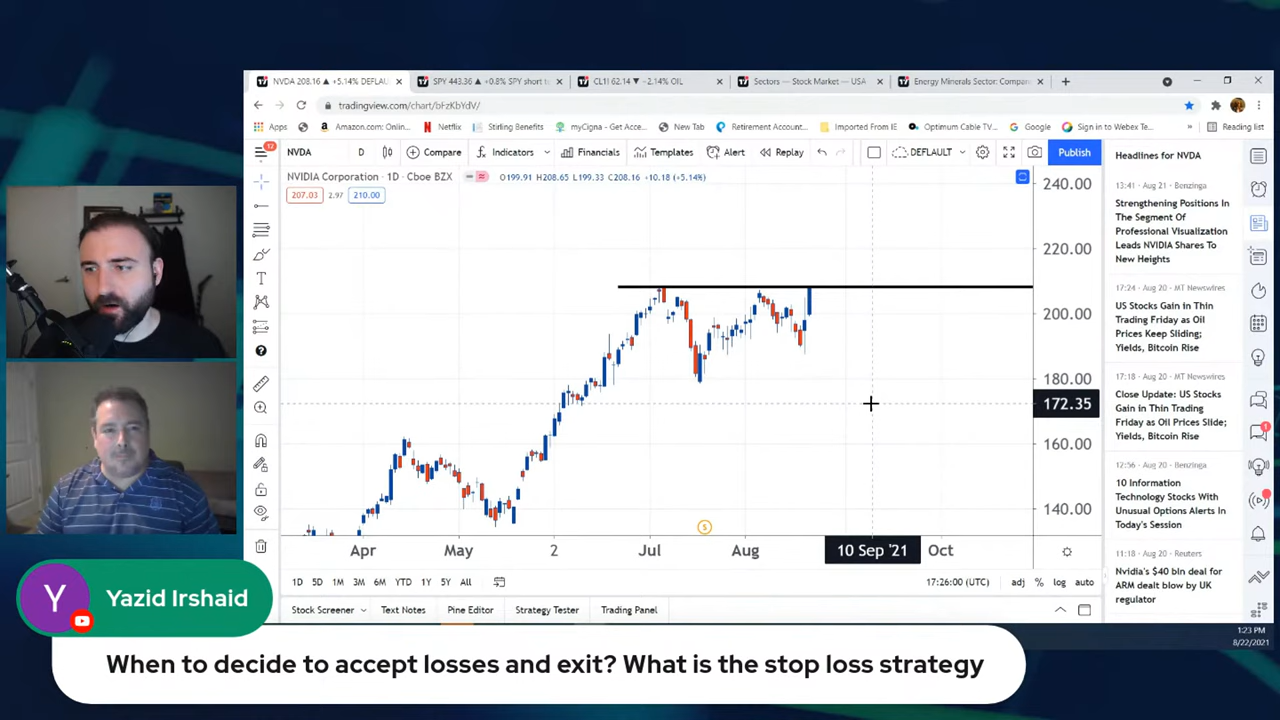 NVDA 208.16 ▲ +5.14% DEFLAU
SPY 443.36 ▲ +0.8% SPY short t
CL1! 62.14 ▼ −2.14% OIL
Sectors — Stock Market — USA
Energy Minerals Sector: Compan
tradingview.com/chart/bFzKbYdV/
Apps
Amazon.com: Onlin...
Netflix
Stirling Benefits
myCigna - Get Acce...
New Tab
Retirement Account...
Imported From IE
Optimum Cable TV...
Google
Sign in to Webex Te...
Reading list
12
NVDA
D
Compare
Indicators
Financials
Templates
Alert
Replay
DEFLAULT
Publish
NVIDIA Corporation · 1D · Cboe BZX
O199.91 H208.65 L199.33 C208.16 +10.18 (+5.14%)
207.03
2.97
210.00
240.00
220.00
200.00
180.00
172.35
160.00
140.00
Apr
May
2
Jul
Aug
10 Sep '21
Oct
1D
5D
1M
3M
6M
YTD
1Y
5Y
All
17:26:00 (UTC)
adj
%
log
auto
Stock Screener
Text Notes
Pine Editor
Strategy Tester
Trading Panel
Headlines for NVDA
13:41 · Aug 21 · Benzinga
Strengthening Positions In
The Segment Of
Professional Visualization
Leads NVIDIA Shares To
New Heights
17:24 · Aug 20 · MT Newswires
US Stocks Gain in Thin
Trading Friday as Oil
Prices Keep Sliding;
Yields, Bitcoin Rise
17:18 · Aug 20 · MT Newswires
Close Update: US Stocks
Gain in Thin Trading
Friday as Oil Prices Slide;
Yields, Bitcoin Rise
12:56 · Aug 20 · Benzinga
10 Information
Technology Stocks With
Unusual Options Alerts In
Today's Session
11:18 · Aug 20 · Reuters
Nvidia's $40 bln deal for
ARM dealt blow by UK
regulator
1
1:23 PM
8/22/2021
Y
Yazid Irshaid
When to decide to accept losses and exit? What is the stop loss strategy